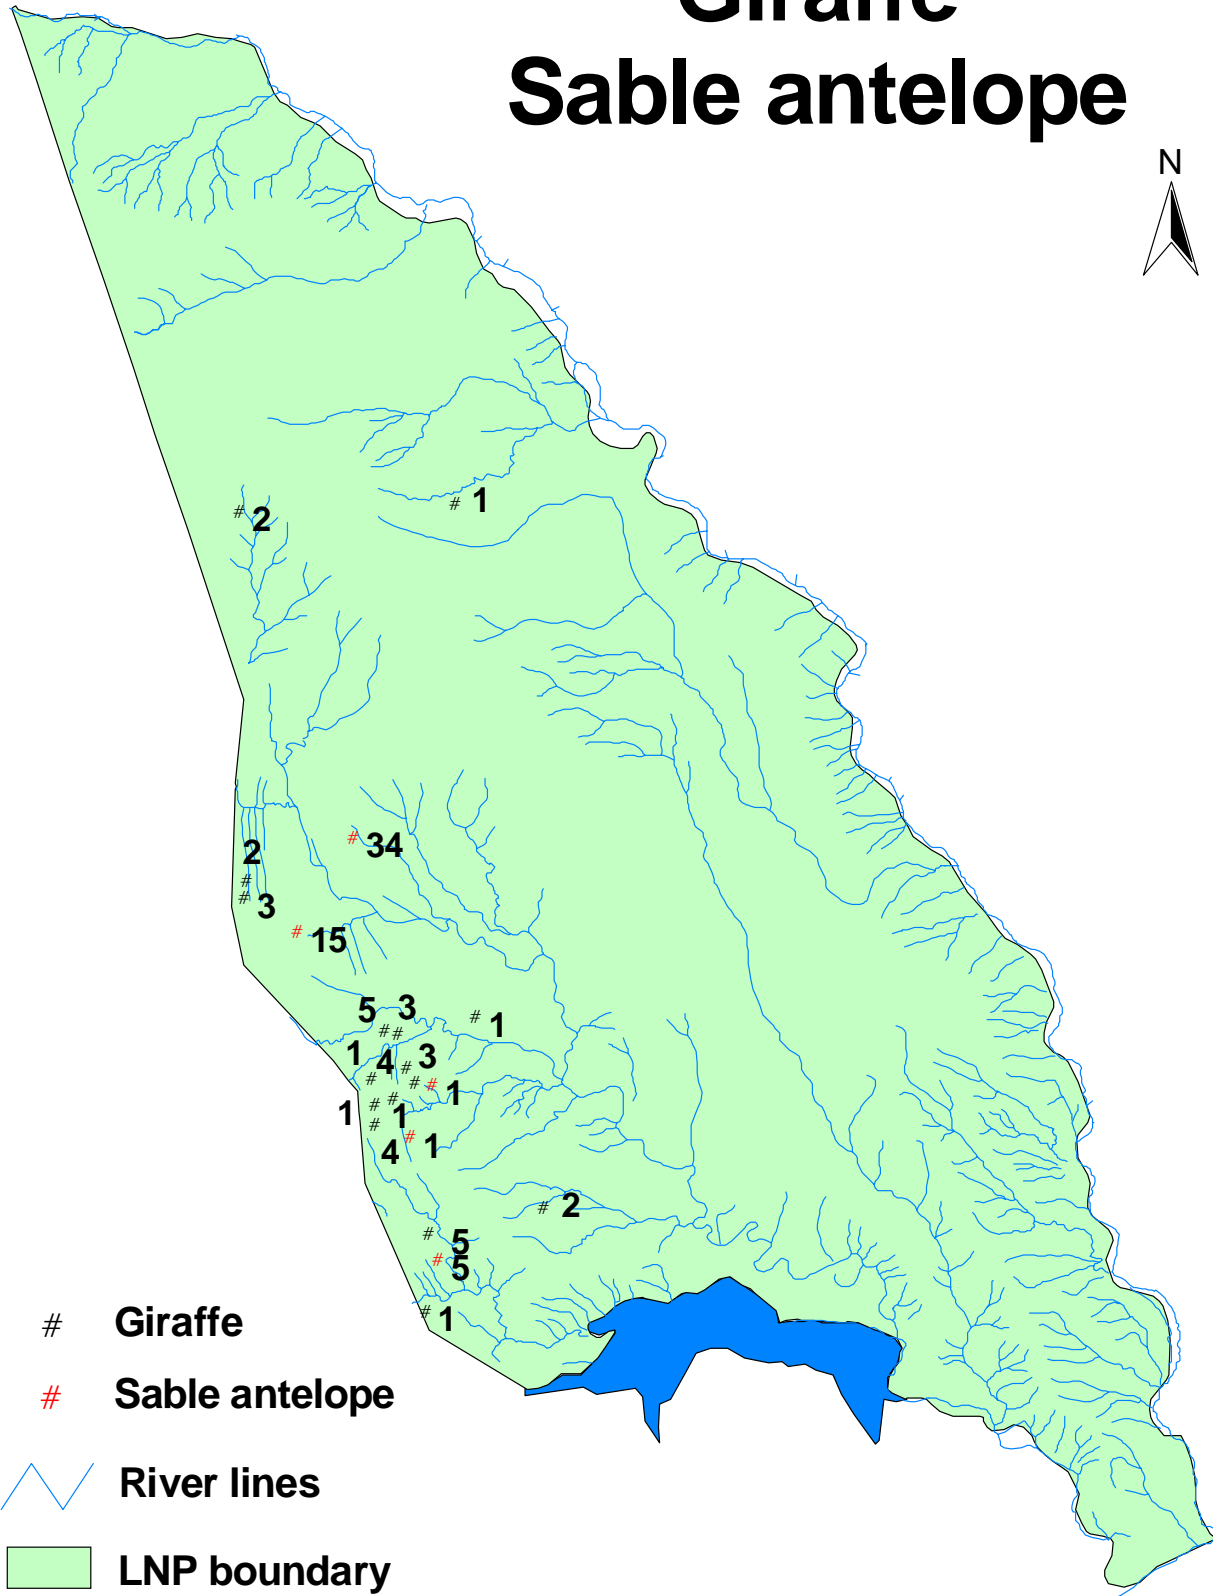 Giraffe
Sable antelope
N
# 1
# 2
# 34
2
#
# 3
# 15
5 3
# # # 1
1 4 # 3
# # # 1
1 # # 1
# # 1
4
# 2
# 5
# 5
# 1
# Giraffe
# Sable antelope
River lines
LNP boundary